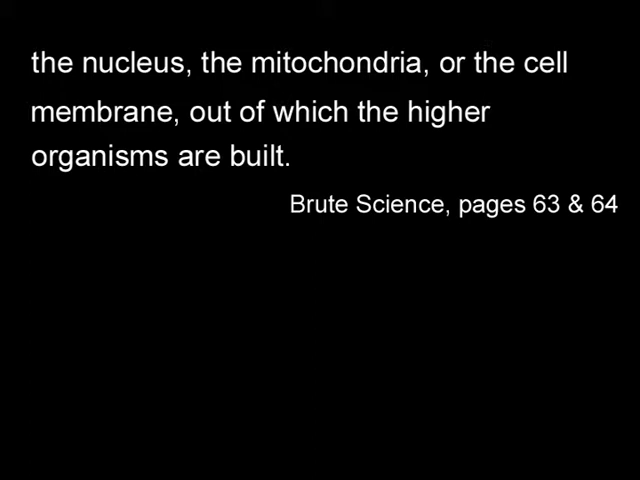 the nucleus, the mitochondria, or the cell
membrane, out of which the higher
organisms are built.
Brute Science, pages 63 & 64